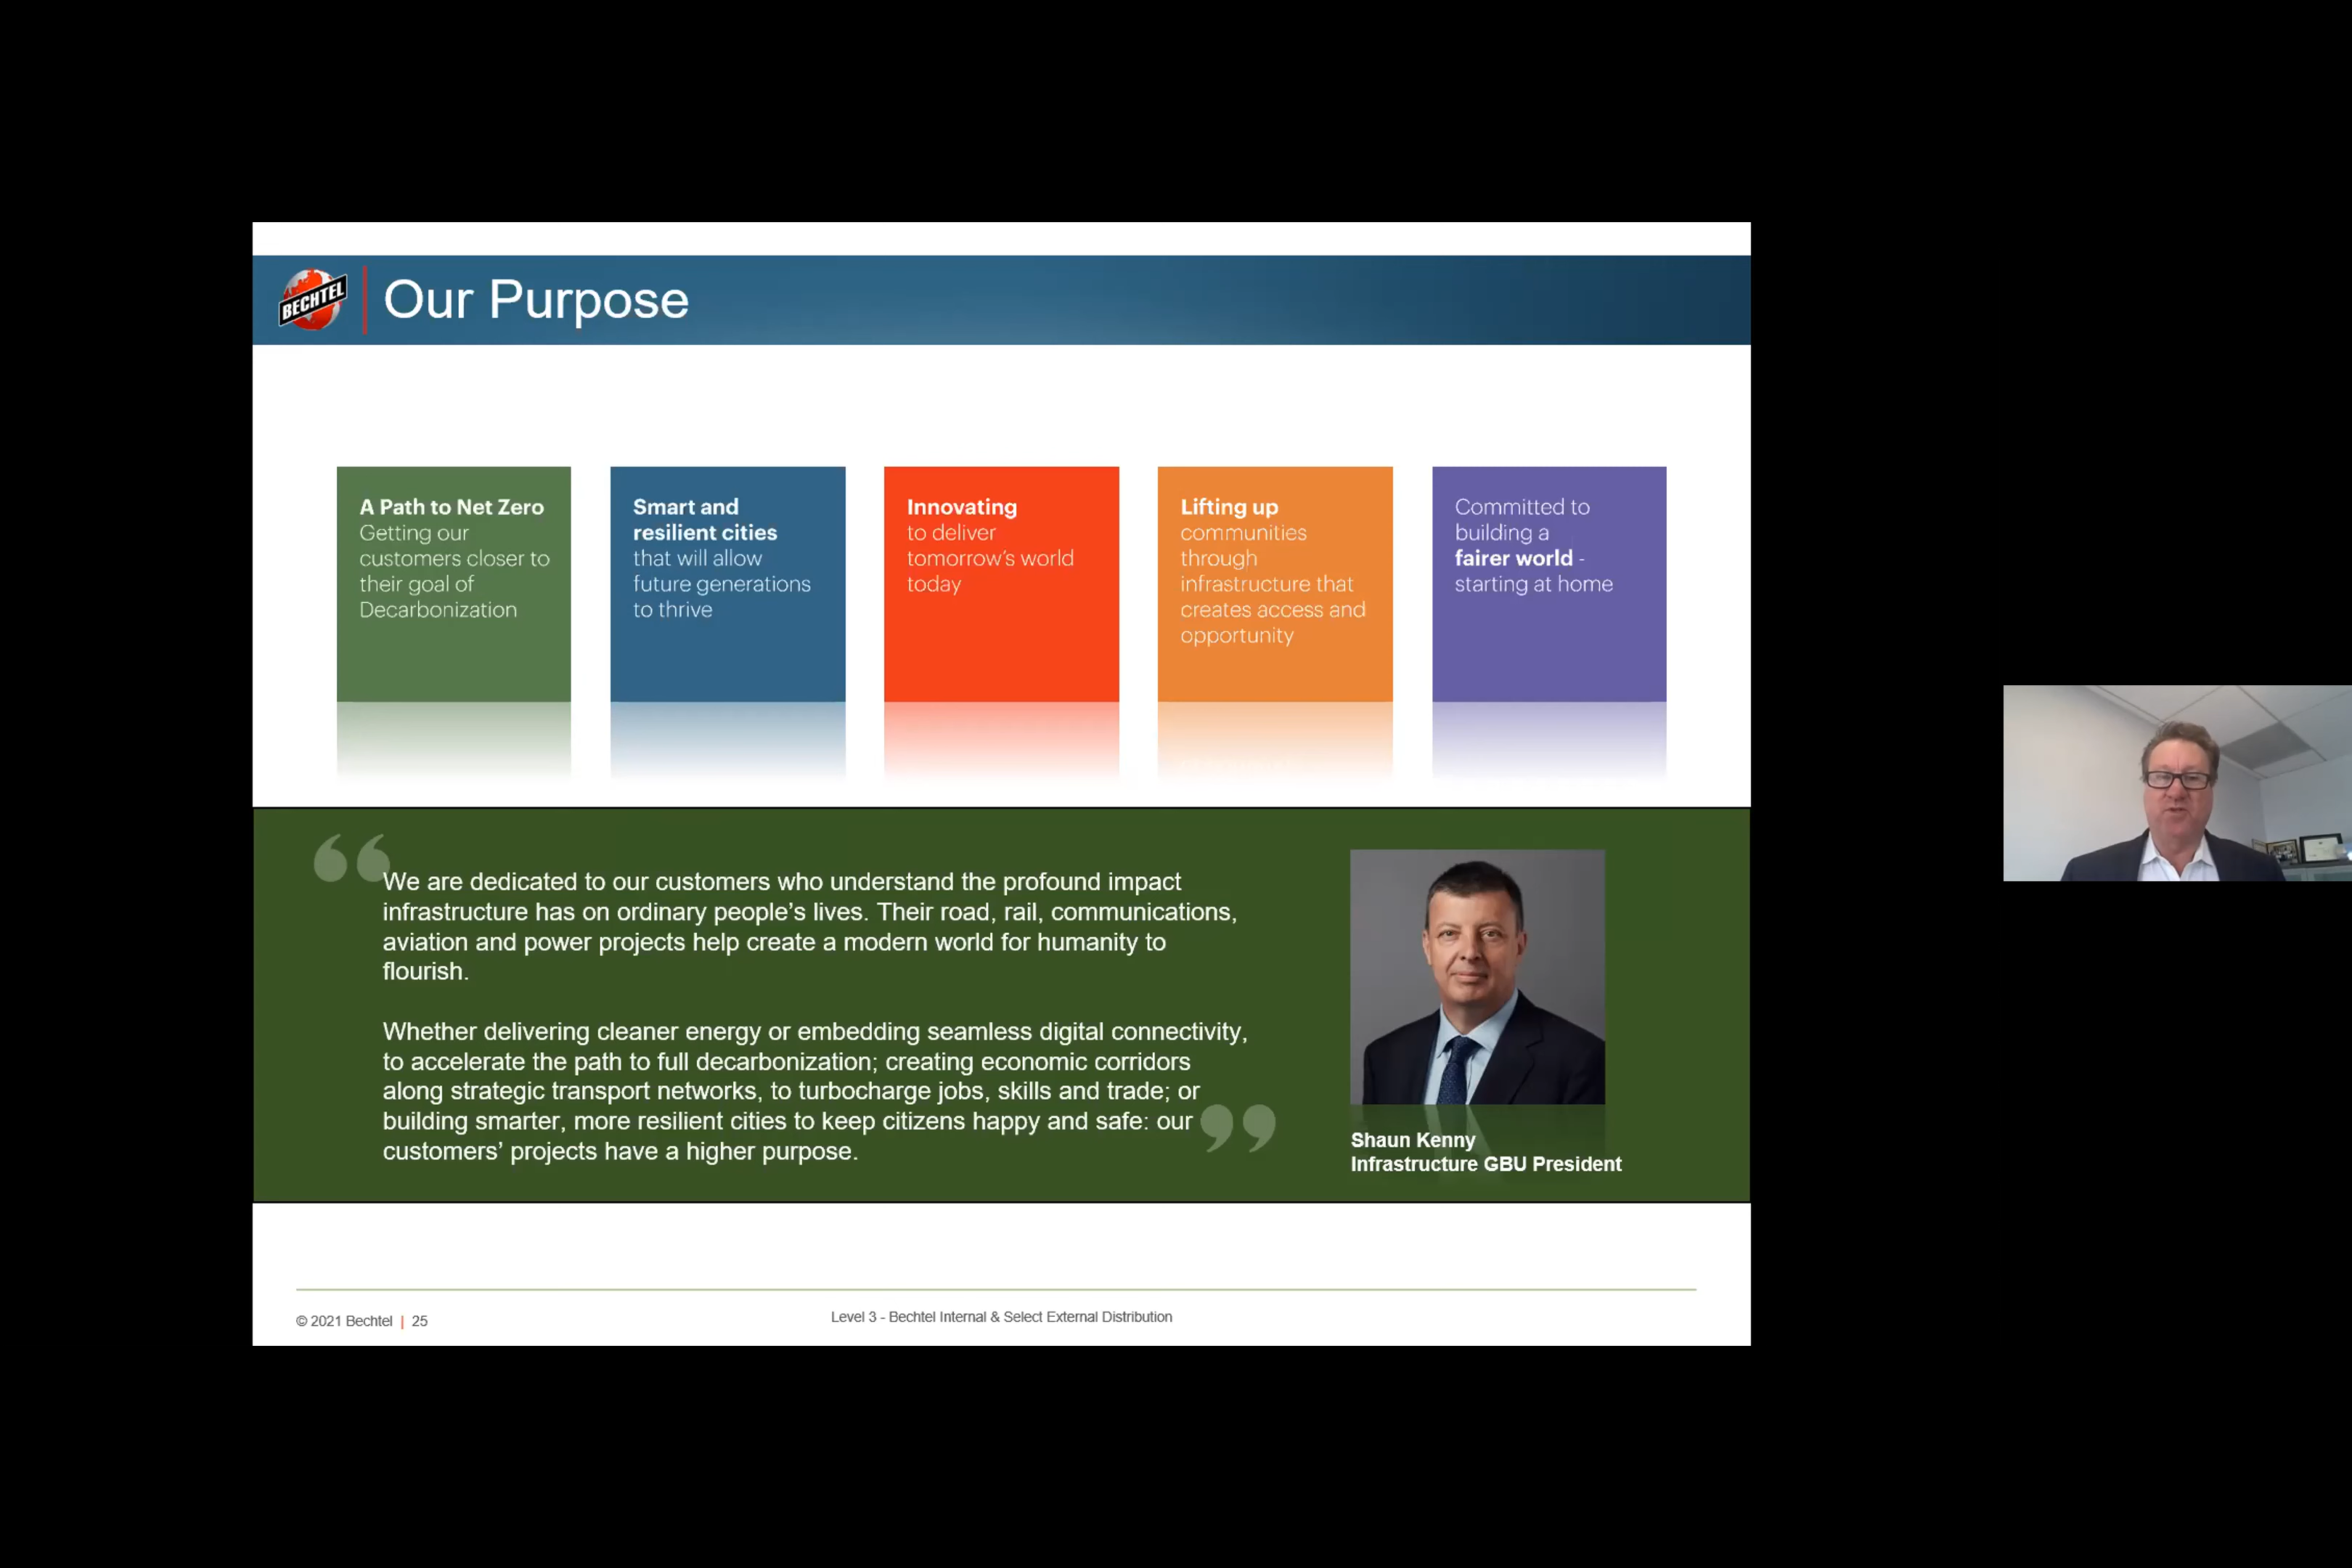 BECHTEL
Our Purpose
A Path to Net Zero
Getting our
customers closer to
their goal of
Decarbonization
Smart and
resilient cities
that will allow
future generations
to thrive
Innovating
to deliver
tomorrow's world
today
Lifting up
communities
through
infrastructure that
creates access and
opportunity
Committed to
building a
fairer world -
starting at home
“
We are dedicated to our customers who understand the profound impact
infrastructure has on ordinary people’s lives. Their road, rail, communications,
aviation and power projects help create a modern world for humanity to
flourish.
Whether delivering cleaner energy or embedding seamless digital connectivity,
to accelerate the path to full decarbonization; creating economic corridors
along strategic transport networks, to turbocharge jobs, skills and trade; or
building smarter, more resilient cities to keep citizens happy and safe: our
customers’ projects have a higher purpose.
”
Shaun Kenny
Infrastructure GBU President
© 2021 Bechtel | 25
Level 3 - Bechtel Internal & Select External Distribution